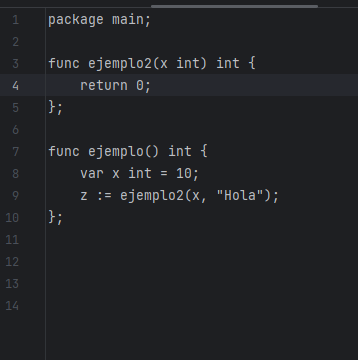 1 package main;
2
3 func ejemplo2(x int) int {
4     return 0;
5 };
6
7 func ejemplo() int {
8     var x int = 10;
9     z := ejemplo2(x, "Hola");
10 };
11
12
13
14